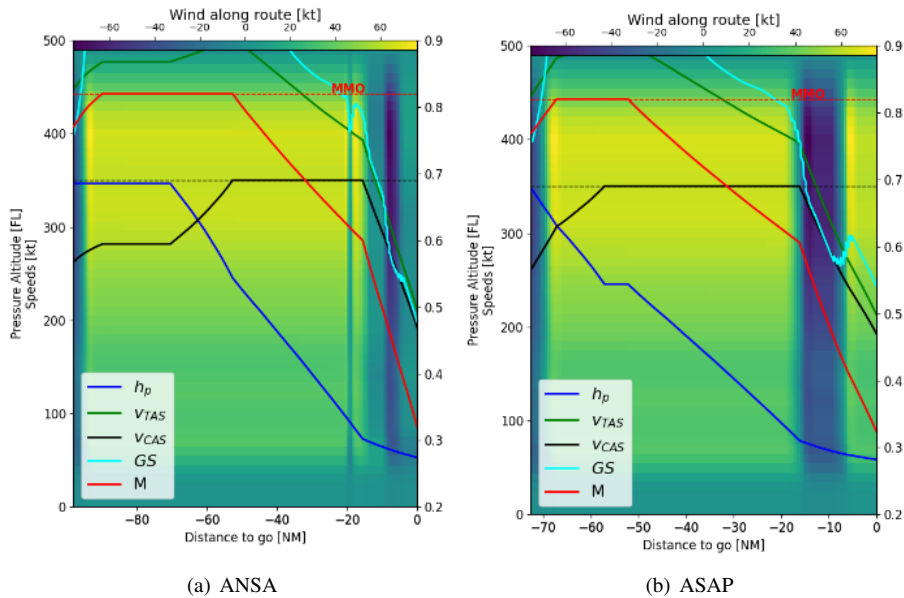 Wind along route [kt]
−60 −40 −20 0 20 40 60
500 0.9
MMO
400 0.8
300 0.7
0.6
200 0.5
100 0.4
0.3
0 0.2
Pressure Altitude [FL]
Speeds [kt]
h_p
v_TAS
v_CAS
GS
M
−80 −60 −40 −20 0
Distance to go [NM]
(a) ANSA
Wind along route [kt]
−60 −40 −20 0 20 40 60
500 0.9
MMO
400 0.8
300 0.7
0.6
200 0.5
100 0.4
0.3
0 0.2
Pressure Altitude [FL]
Speeds [kt]
h_p
v_TAS
v_CAS
GS
M
−70 −60 −50 −40 −30 −20 −10 0
Distance to go [NM]
(b) ASAP